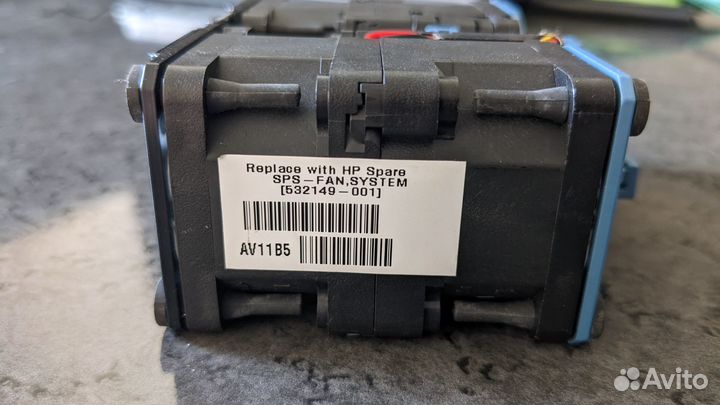 Replace with HP Spare
SPS-FAN,SYSTEM
[532149-001]
AV11B5
Avito